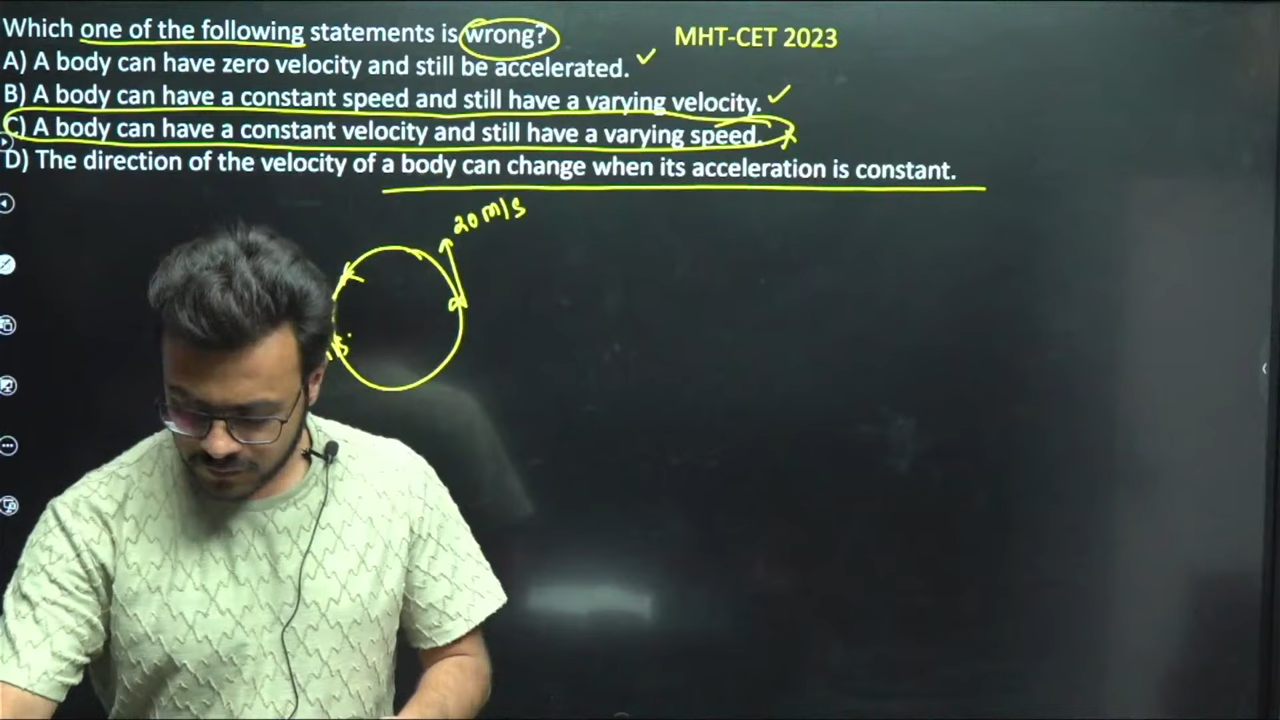 Which one of the following statements is wrong?
MHT-CET 2023
A) A body can have zero velocity and still be accelerated.
B) A body can have a constant speed and still have a varying velocity.
C) A body can have a constant velocity and still have a varying speed.
D) The direction of the velocity of a body can change when its acceleration is constant.
20 m/s